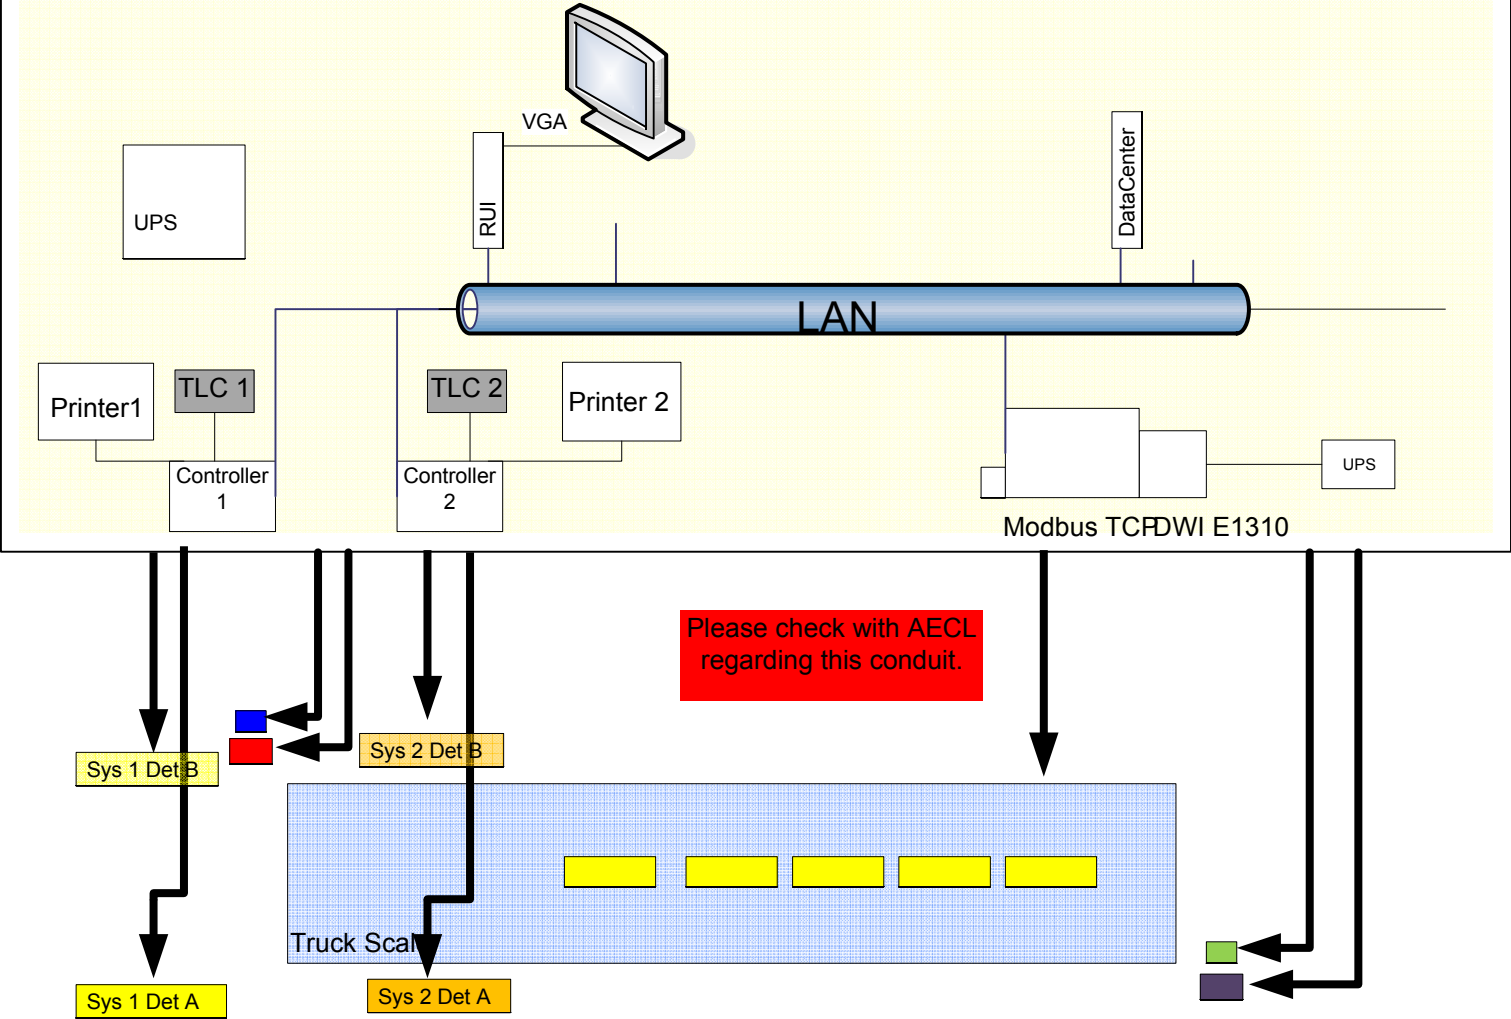 VGA
UPS
RUI
DataCenter
LAN
Printer1
TLC 1
TLC 2
Printer 2
Controller
1
Controller
2
UPS
Modbus TCP
DWI E1310
Please check with AECL
regarding this conduit.
Sys 1 Det B
Sys 2 Det B
Truck Scal
Sys 1 Det A
Sys 2 Det A